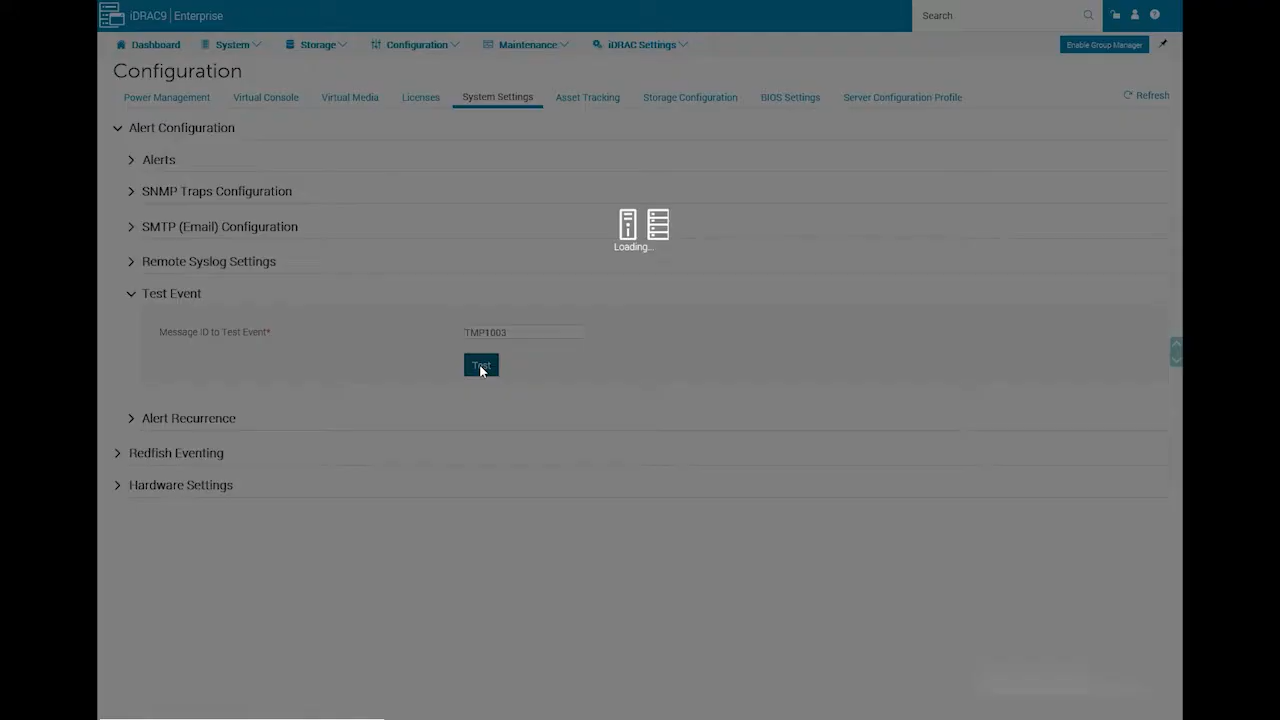 iDRAC9 | Enterprise
Search
Dashboard System Storage Configuration Maintenance iDRAC Settings
Enable Group Manager
Configuration
Power Management Virtual Console Virtual Media Licenses System Settings Asset Tracking Storage Configuration BIOS Settings Server Configuration Profile
Refresh
Alert Configuration
Alerts
SNMP Traps Configuration
SMTP (Email) Configuration
Loading...
Remote Syslog Settings
Test Event
Message ID to Test Event* TMP1003
Test
Alert Recurrence
Redfish Eventing
Hardware Settings